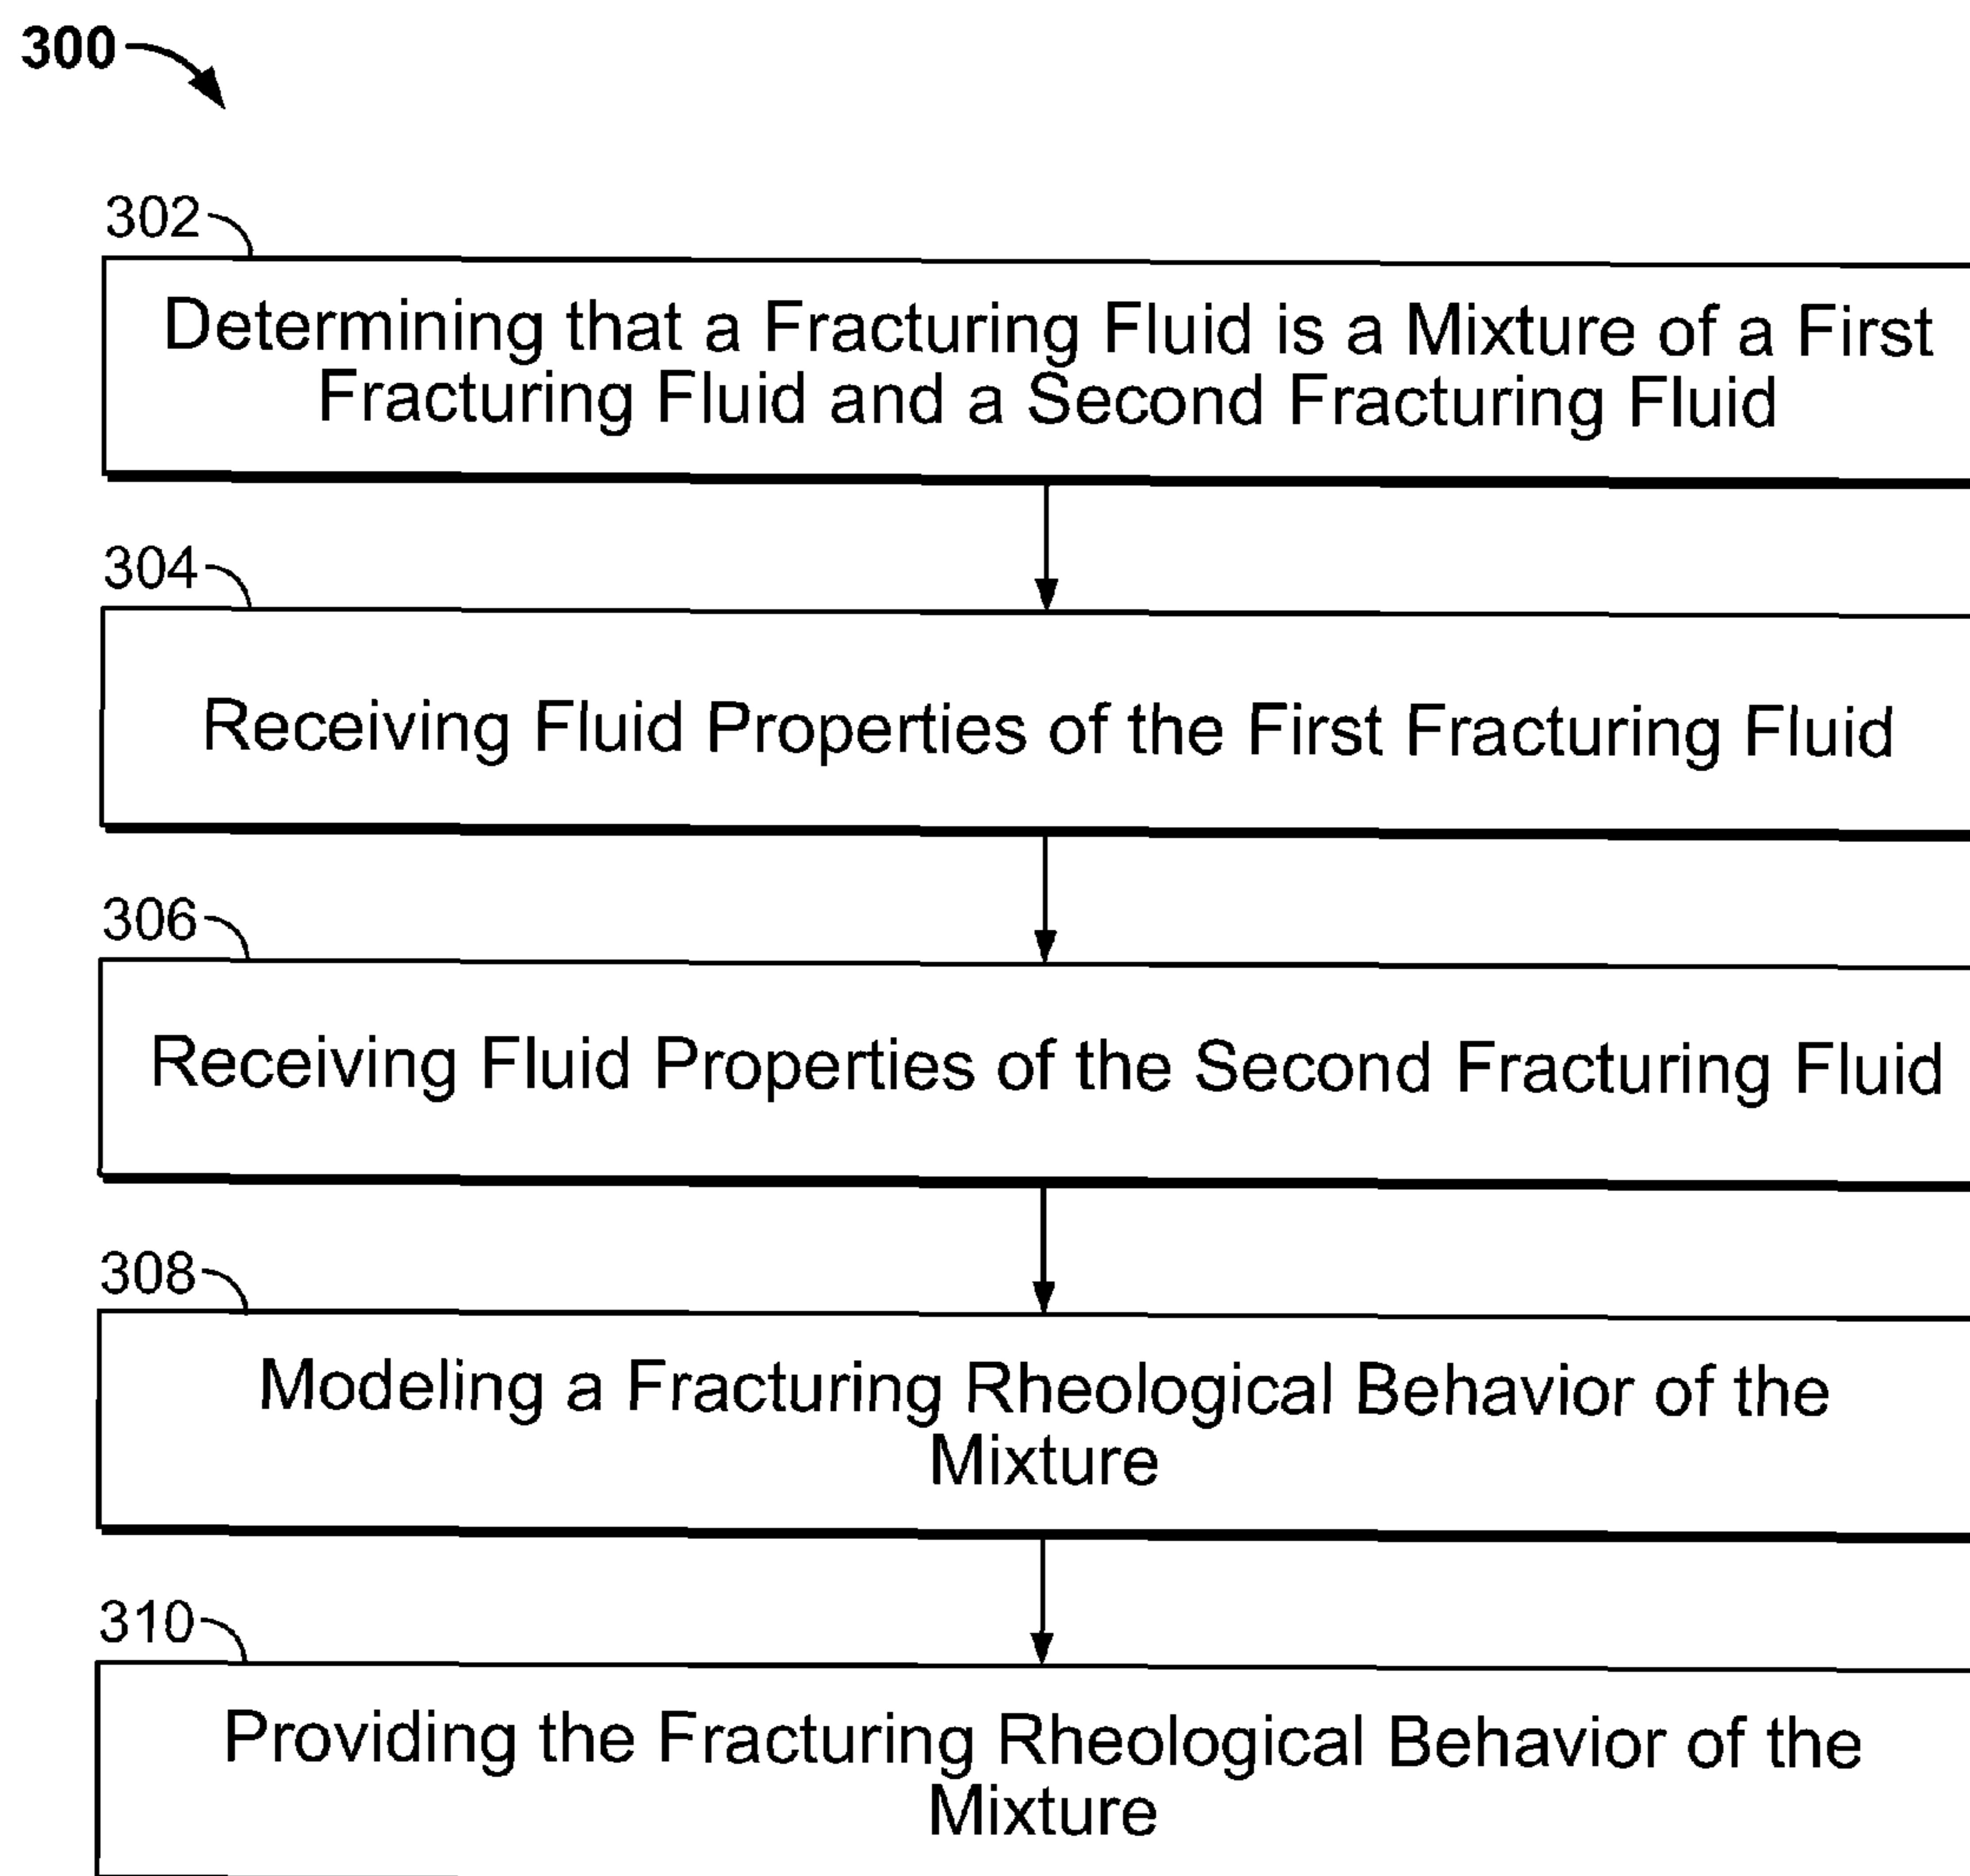 300
302
Determining that a Fracturing Fluid is a Mixture of a First
Fracturing Fluid and a Second Fracturing Fluid
304
Receiving Fluid Properties of the First Fracturing Fluid
306
Receiving Fluid Properties of the Second Fracturing Fluid
308
Modeling a Fracturing Rheological Behavior of the
Mixture
310
Providing the Fracturing Rheological Behavior of the
Mixture